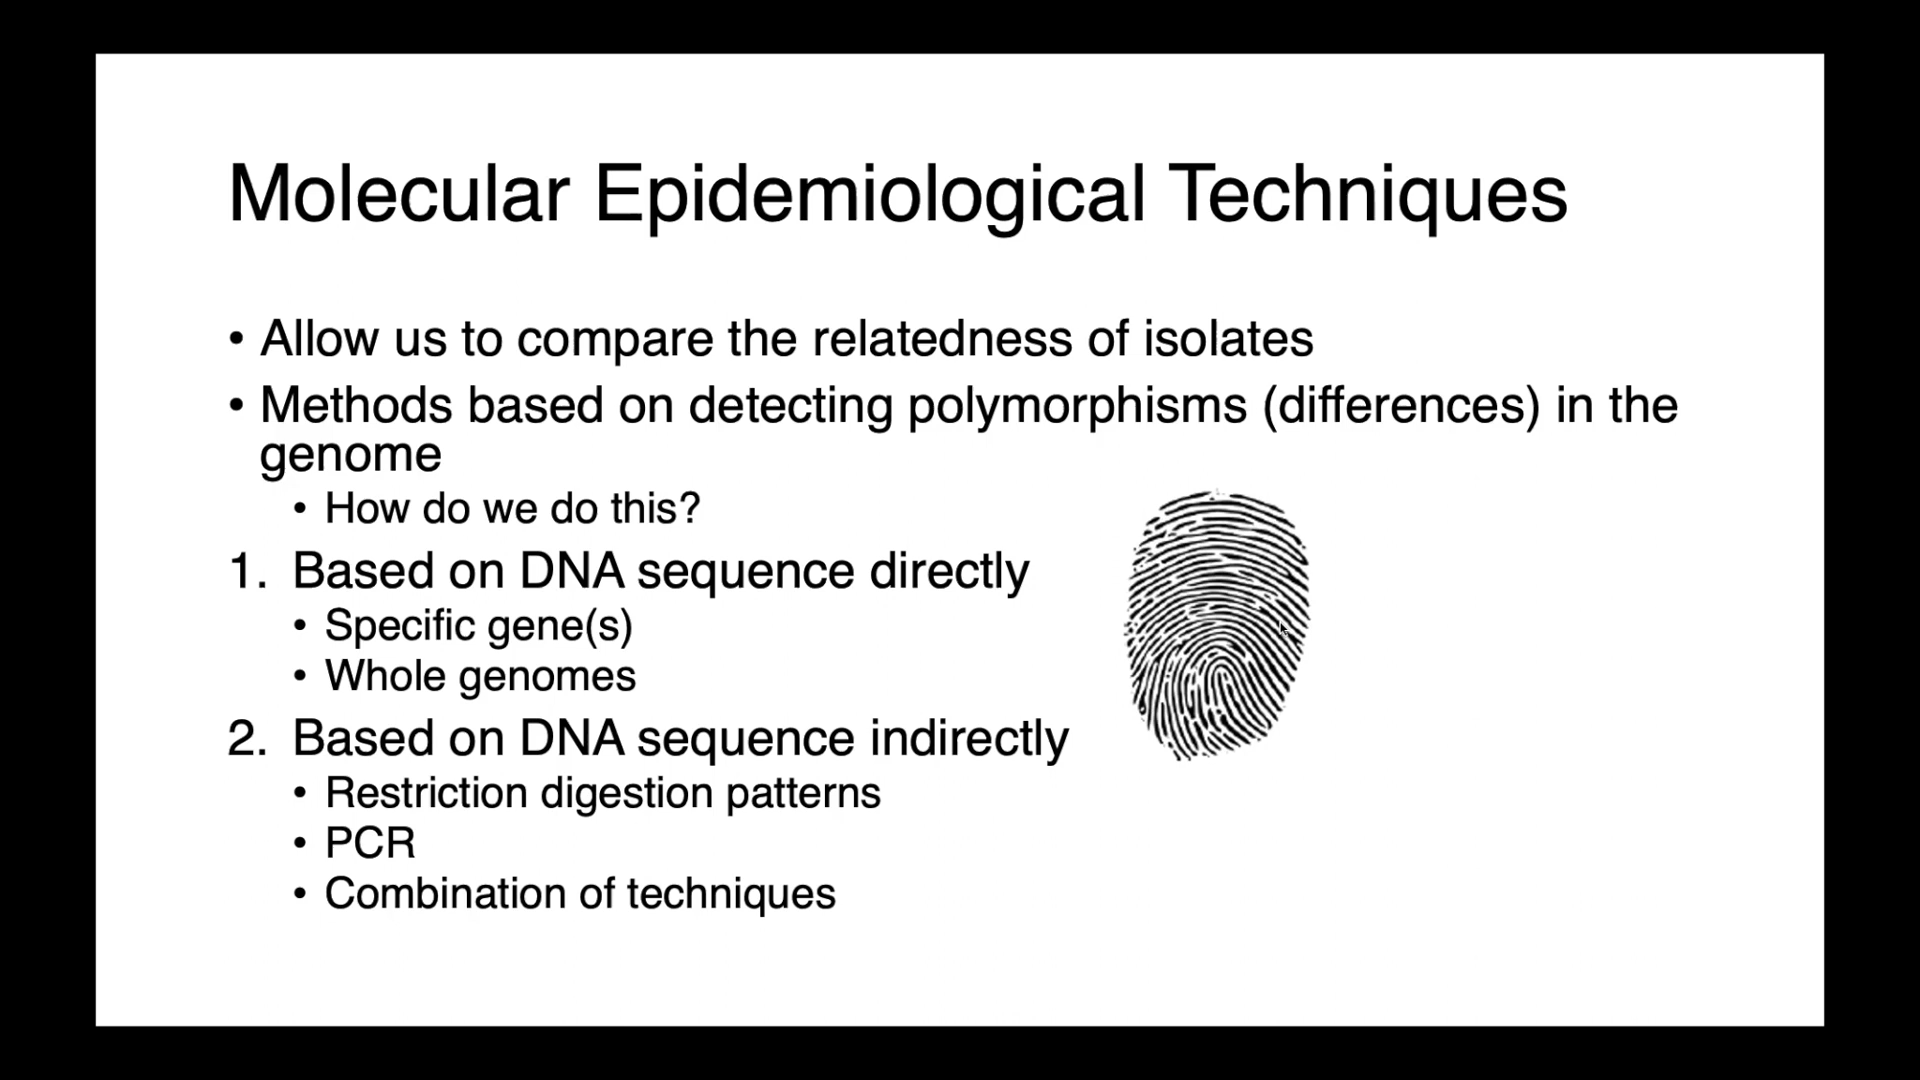 Molecular Epidemiological Techniques
• Allow us to compare the relatedness of isolates
• Methods based on detecting polymorphisms (differences) in the
genome
• How do we do this?
1. Based on DNA sequence directly
• Specific gene(s)
• Whole genomes
2. Based on DNA sequence indirectly
• Restriction digestion patterns
• PCR
• Combination of techniques